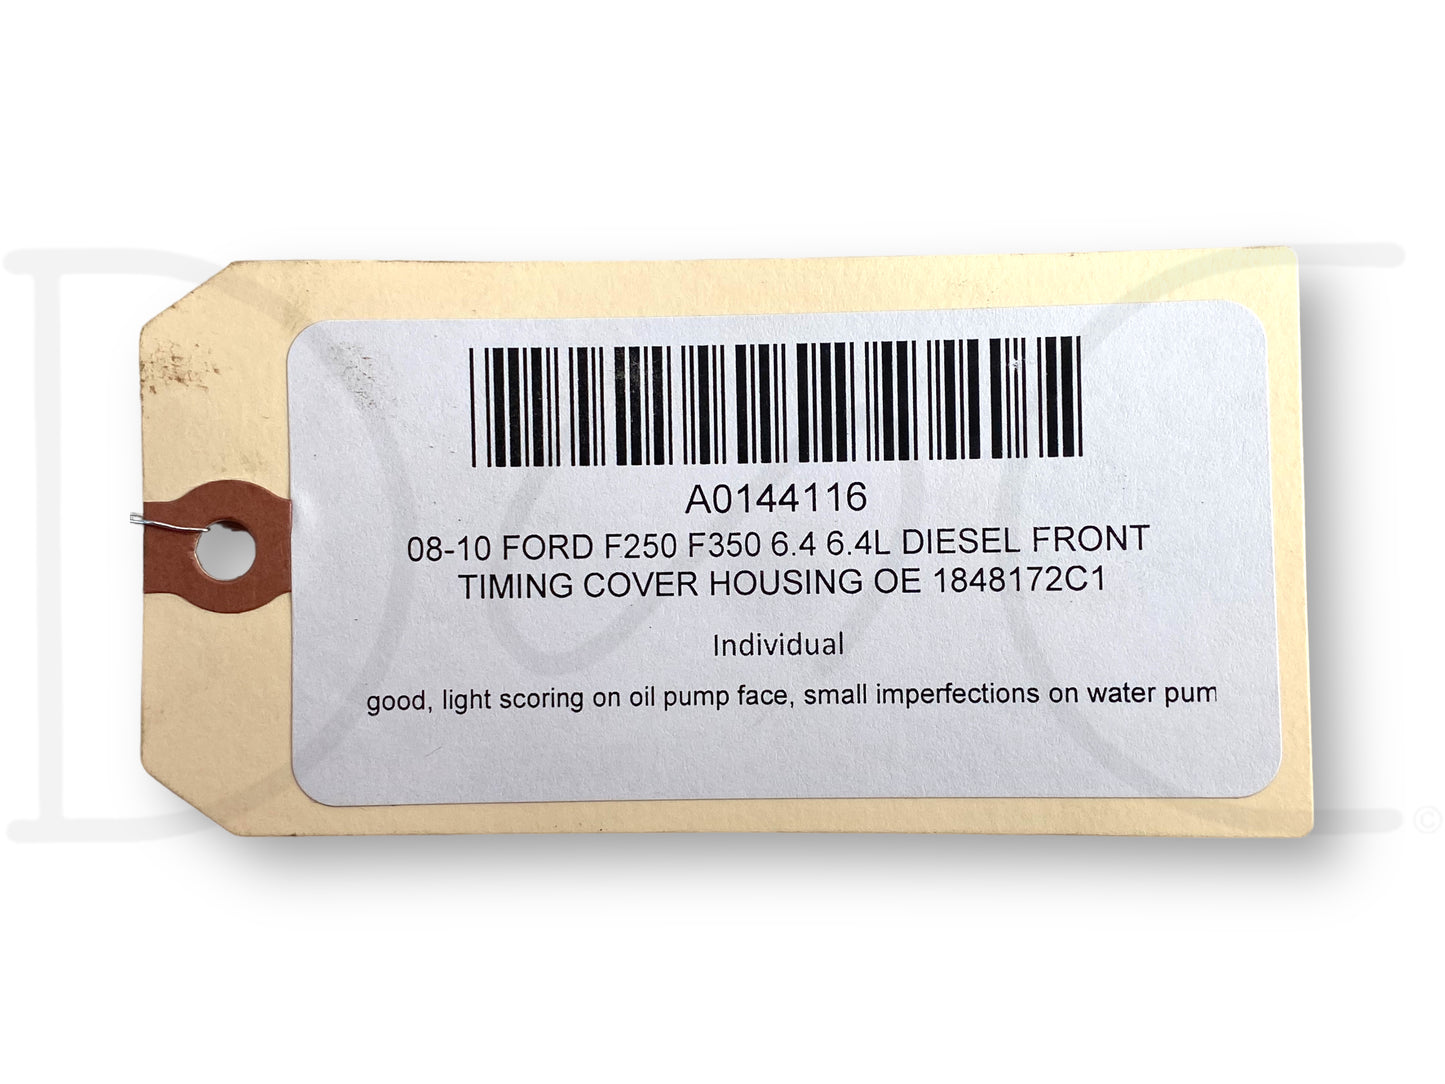 A0144116
08-10 FORD F250 F350 6.4 6.4L DIESEL FRONT
TIMING COVER HOUSING OE 1848172C1
Individual
good, light scoring on oil pump face, small imperfections on water pum
©